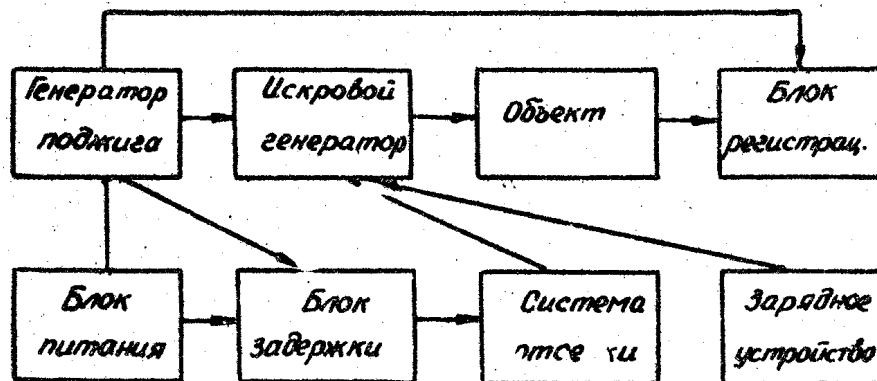 Генератор
поджига
Искровой
генератор
Объект
Блок
регистрац.
Блок
питания
Блок
задержки
Система
Зарядное
устройство